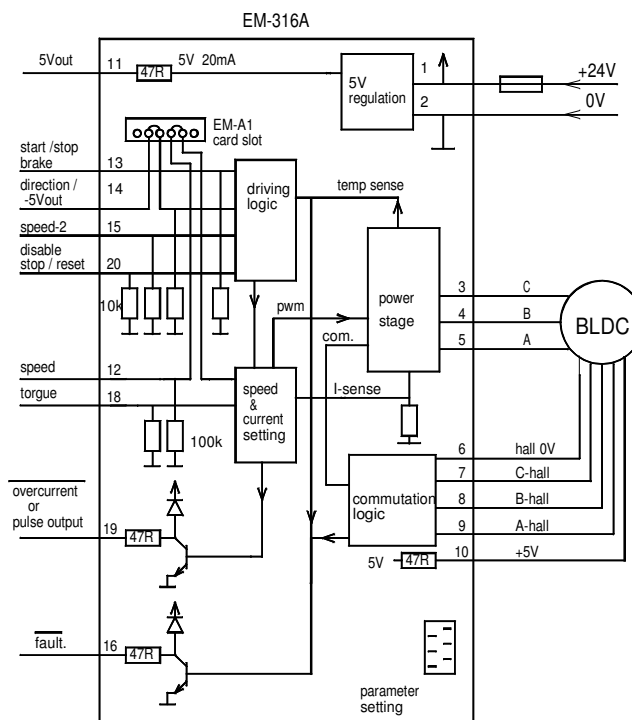 EM-316A
5Vout
11
47R
5V 20mA
5V
regulation
1
2
+24V
0V
EM-A1
card slot
start /stop
brake
13
direction /
-5Vout
14
speed-2
15
disable
stop / reset
20
driving
logic
temp sense
10k
pwm
power
stage
com.
3
C
4
B
5
A
BLDC
speed
12
torgue
18
speed
&
current
setting
I-sense
100k
6
hall 0V
7
C-hall
8
B-hall
9
A-hall
10
+5V
commutation
logic
5V
47R
overcurrent
or
pulse output
19
47R
fault.
16
47R
parameter
setting